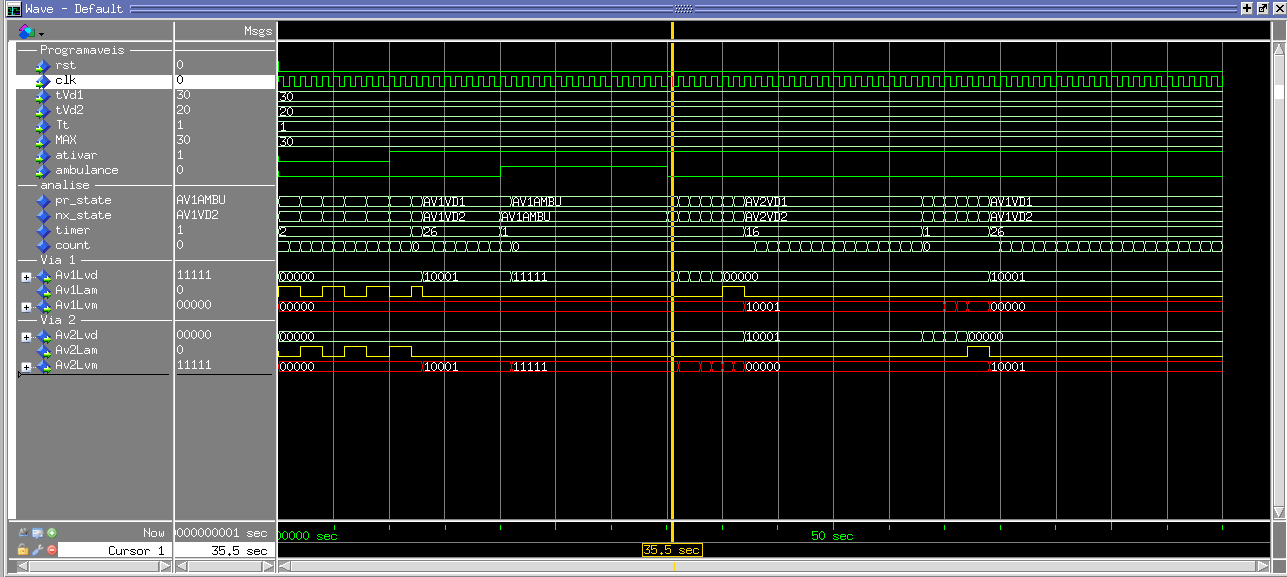 Wave - Default
Msgs
Programaveis
rst 0
clk 0
tVd1 30 30
tVd2 20 20
Tt 1 1
MAX 30 30
ativar 1
ambulance 0
analise
pr_state AV1AMBU AV1VD1 AV1AMBU AV2VD1 AV1VD1
nx_state AV1VD2 AV1VD2 AV1AMBU AV2VD2 AV1VD2
timer 1 2 26 1 16 1 26
count 0 0 0 0
Via 1
Av1Lvd 11111 00000 10001 11111 00000 10001
Av1Lam 0
Av1Lvm 00000 00000 10001 00000
Via 2
Av2Lvd 00000 00000 10001 00000
Av2Lam 0
Av2Lvm 11111 00000 10001 11111 00000 10001
Now 000000001 sec 00000 sec 50 sec
Cursor 1 35.5 sec 35.5 sec